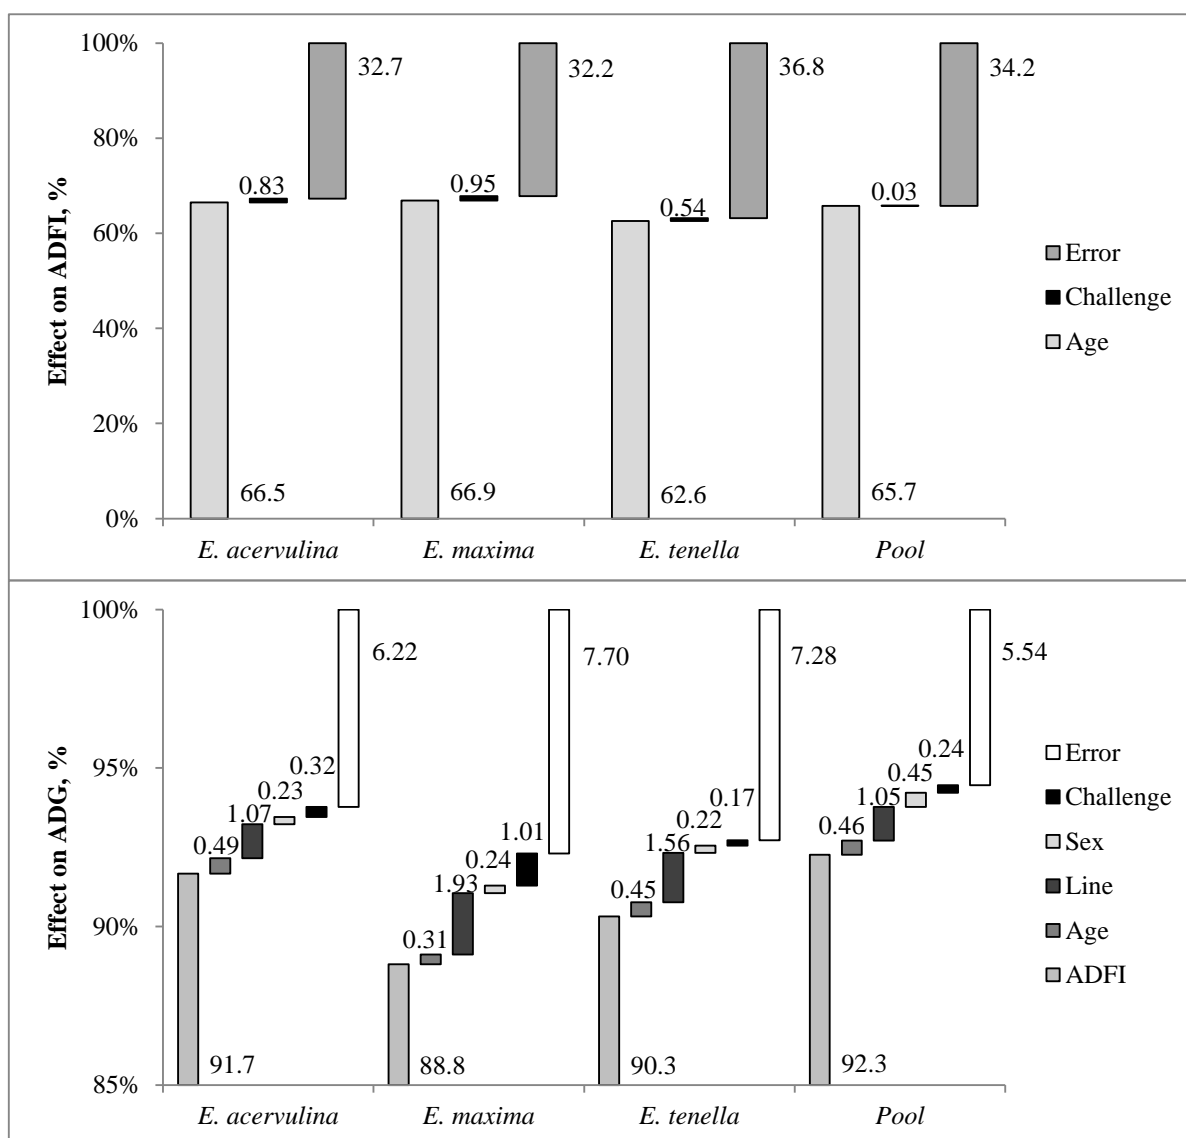 Effect on ADFI, %
100%
80%
60%
40%
20%
0%
32.7
32.2
36.8
34.2
0.83
0.95
0.54
0.03
66.5
66.9
62.6
65.7
E. acervulina
E. maxima
E. tenella
Pool
Error
Challenge
Age
Effect on ADG, %
100%
95%
90%
85%
91.7
0.49
1.07
0.23
0.32
6.22
88.8
0.31
1.93
0.24
1.01
7.70
90.3
0.45
1.56
0.22
0.17
7.28
92.3
0.46
1.05
0.45
0.24
5.54
E. acervulina
E. maxima
E. tenella
Pool
Error
Challenge
Sex
Line
Age
ADFI